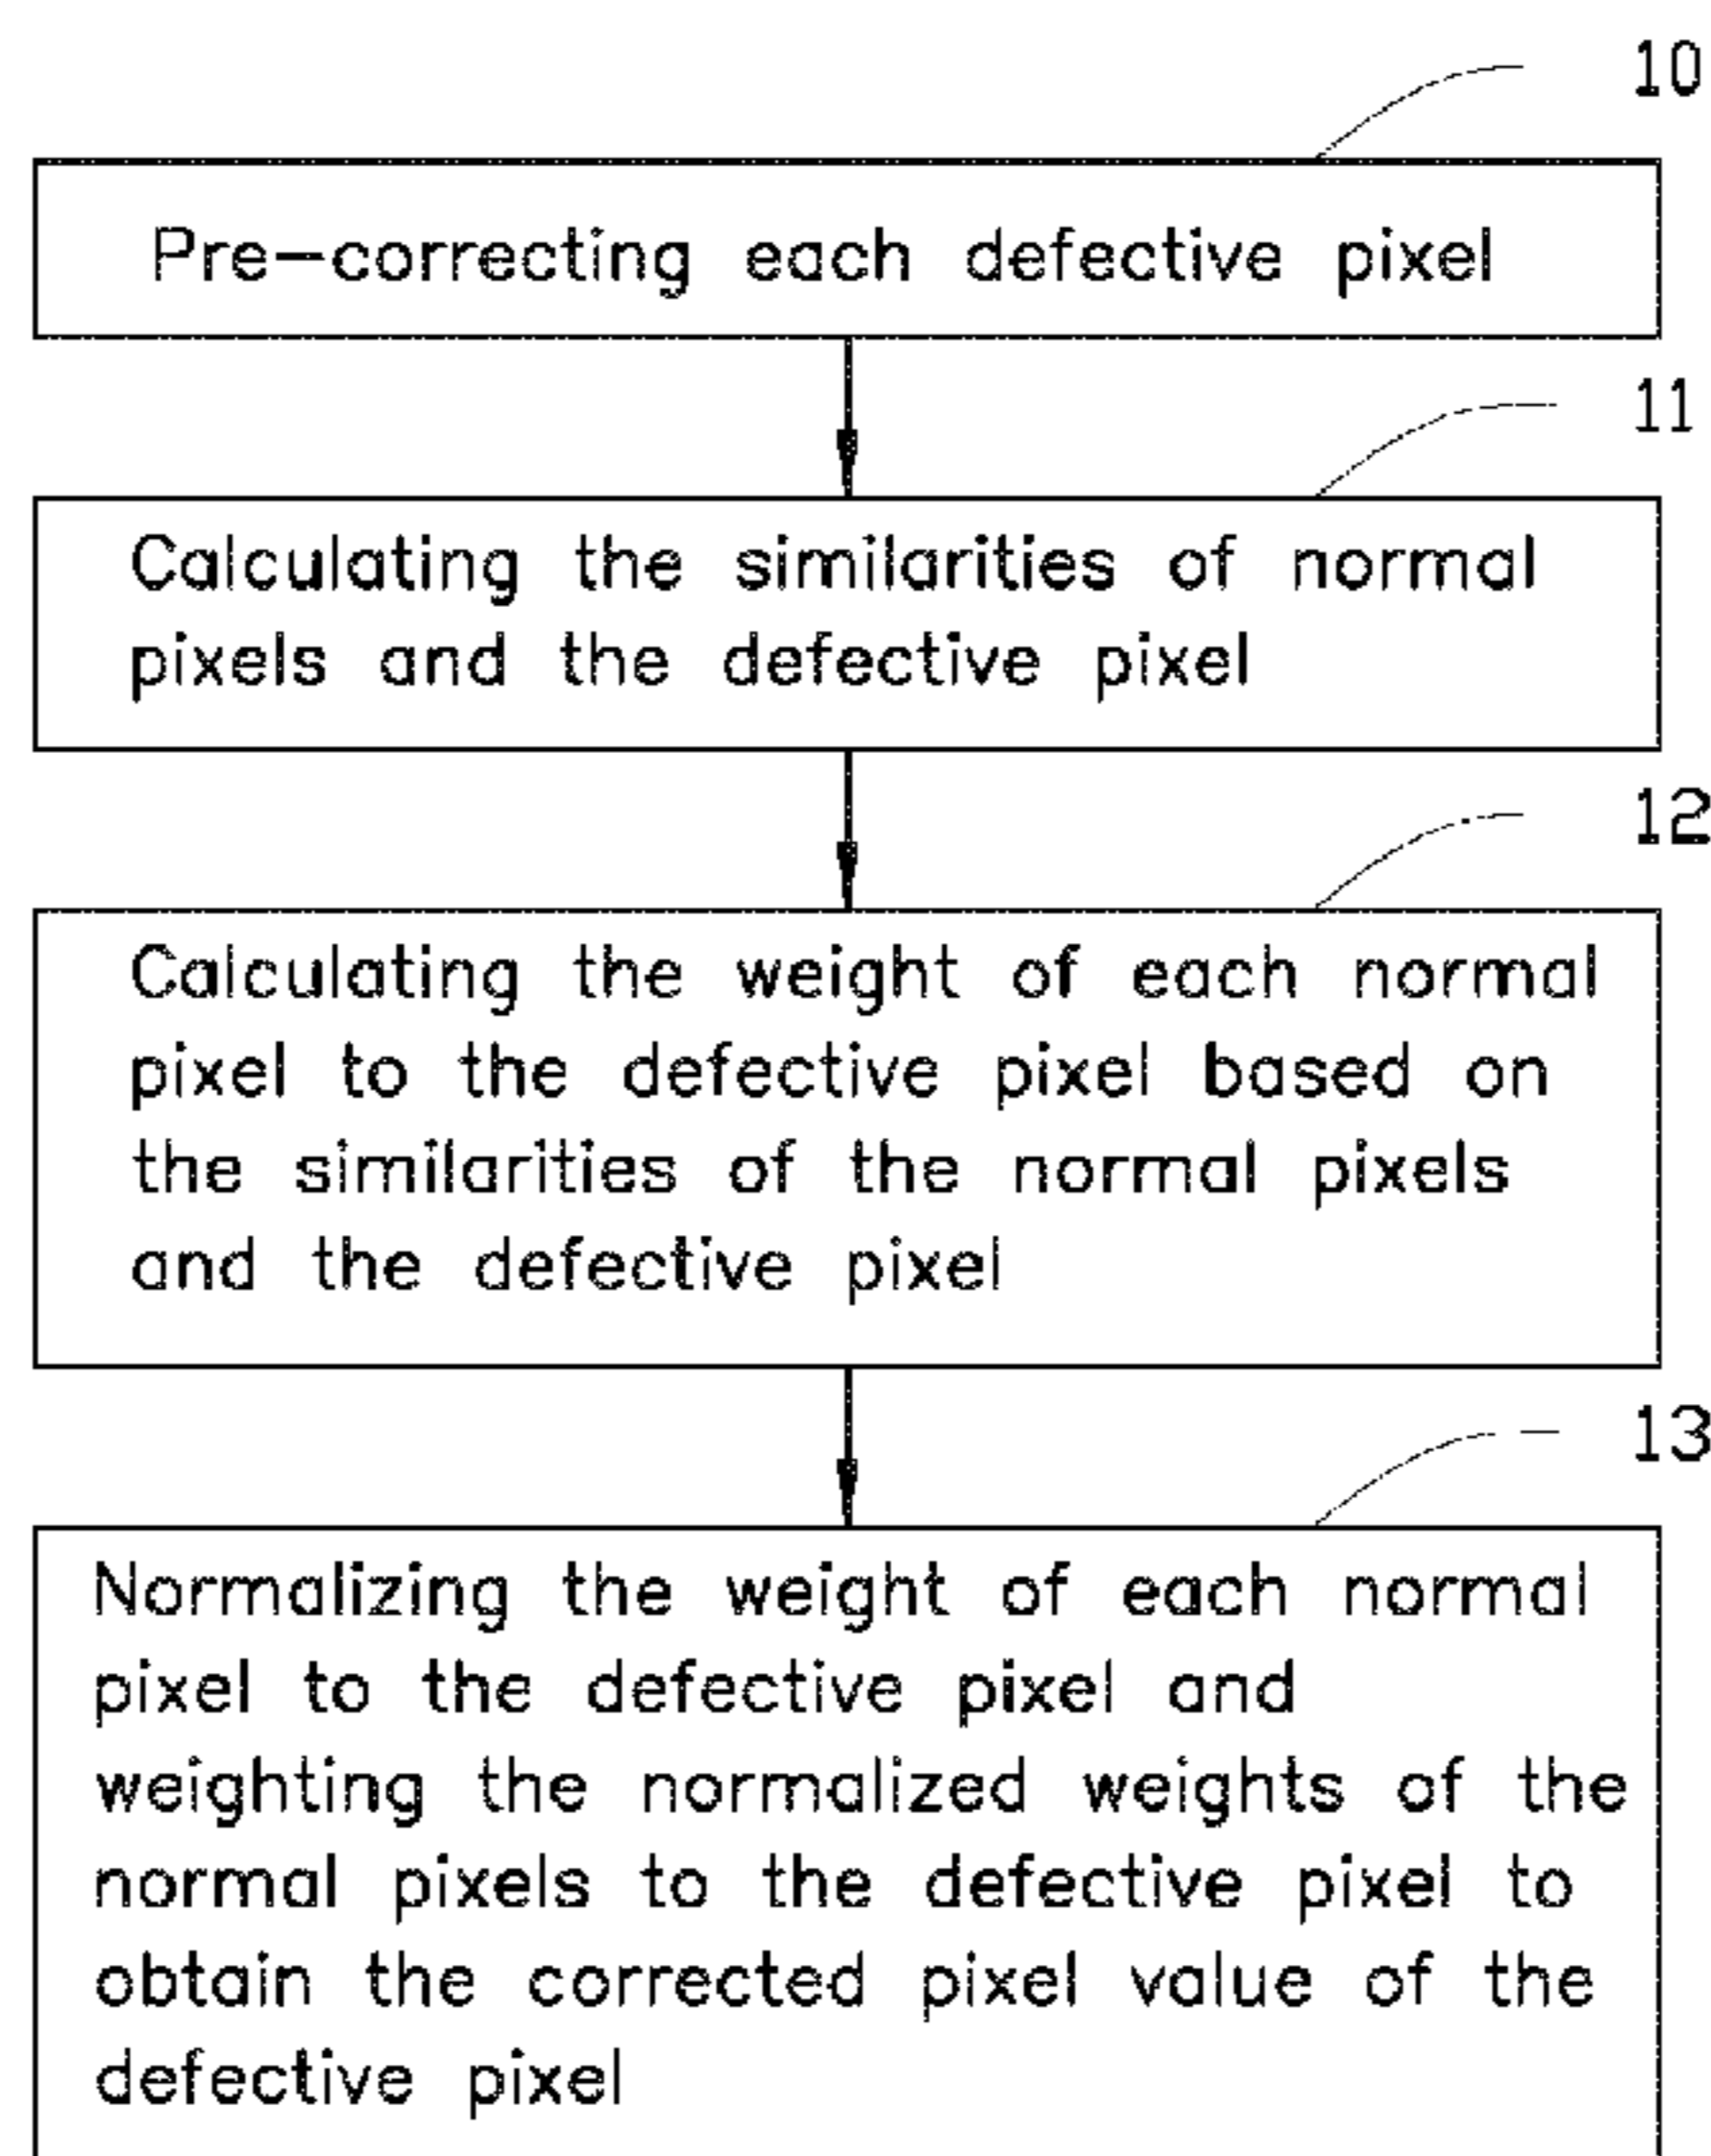 10
Pre-correcting each defective pixel
11
Calculating the similarities of normal
pixels and the defective pixel
12
Calculating the weight of each normal
pixel to the defective pixel based on
the similarities of the normal pixels
and the defective pixel
13
Normalizing the weight of each normal
pixel to the defective pixel and
weighting the normalized weights of the
normal pixels to the defective pixel to
obtain the corrected pixel value of the
defective pixel